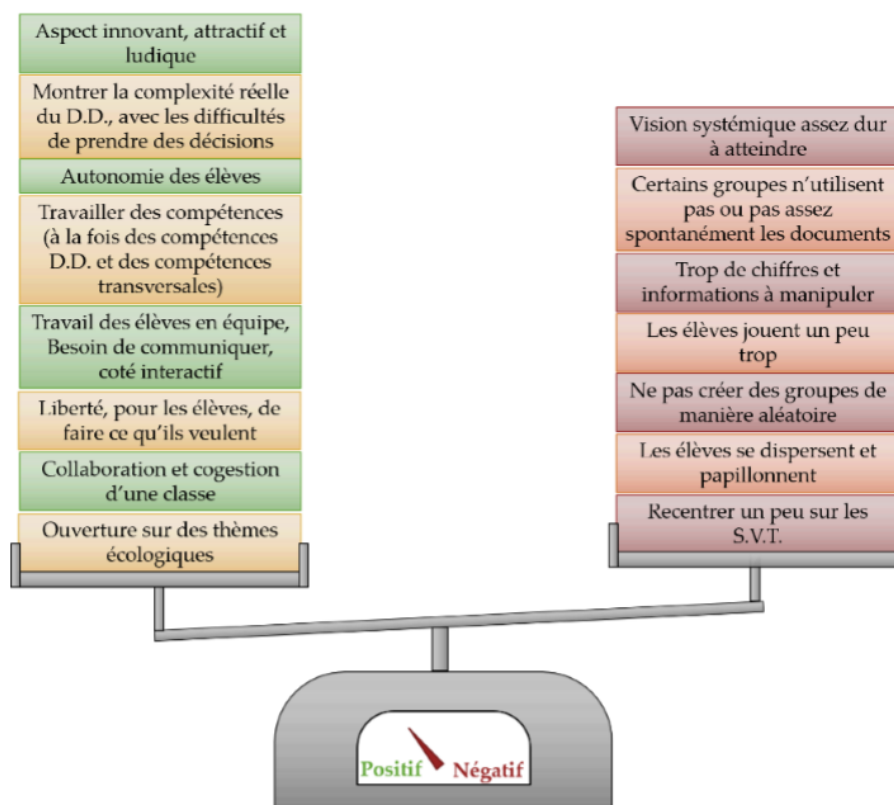 Aspect innovant, attractif et
ludique
Montrer la complexité réelle
du D.D., avec les difficultés
de prendre des décisions
Autonomie des élèves
Travailler des compétences
(à la fois des compétences
D.D. et des compétences
transversales)
Travail des élèves en équipe,
Besoin de communiquer,
coté interactif
Liberté, pour les élèves, de
faire ce qu'ils veulent
Collaboration et cogestion
d'une classe
Ouverture sur des thèmes
écologiques
Vision systémique assez dur
à atteindre
Certains groupes n'utilisent
pas ou pas assez
spontanément les documents
Trop de chiffres et
informations à manipuler
Les élèves jouent un peu
trop
Ne pas créer des groupes de
manière aléatoire
Les élèves se dispersent et
papillonnent
Recentrer un peu sur les
S.V.T.
Positif
Négatif